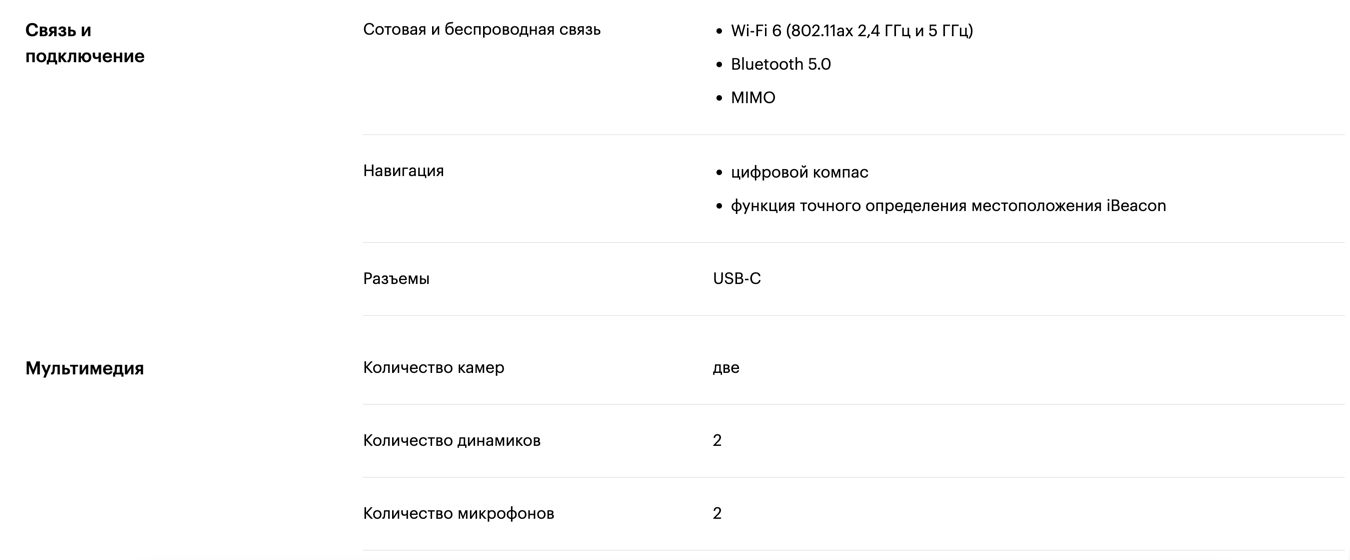 Связь и
подключение
Сотовая и беспроводная связь
• Wi-Fi 6 (802.11ax 2,4 ГГц и 5 ГГц)
• Bluetooth 5.0
• MIMO
Навигация
• цифровой компас
• функция точного определения местоположения iBeacon
Разъемы
USB-C
Мультимедия
Количество камер
две
Количество динамиков
2
Количество микрофонов
2